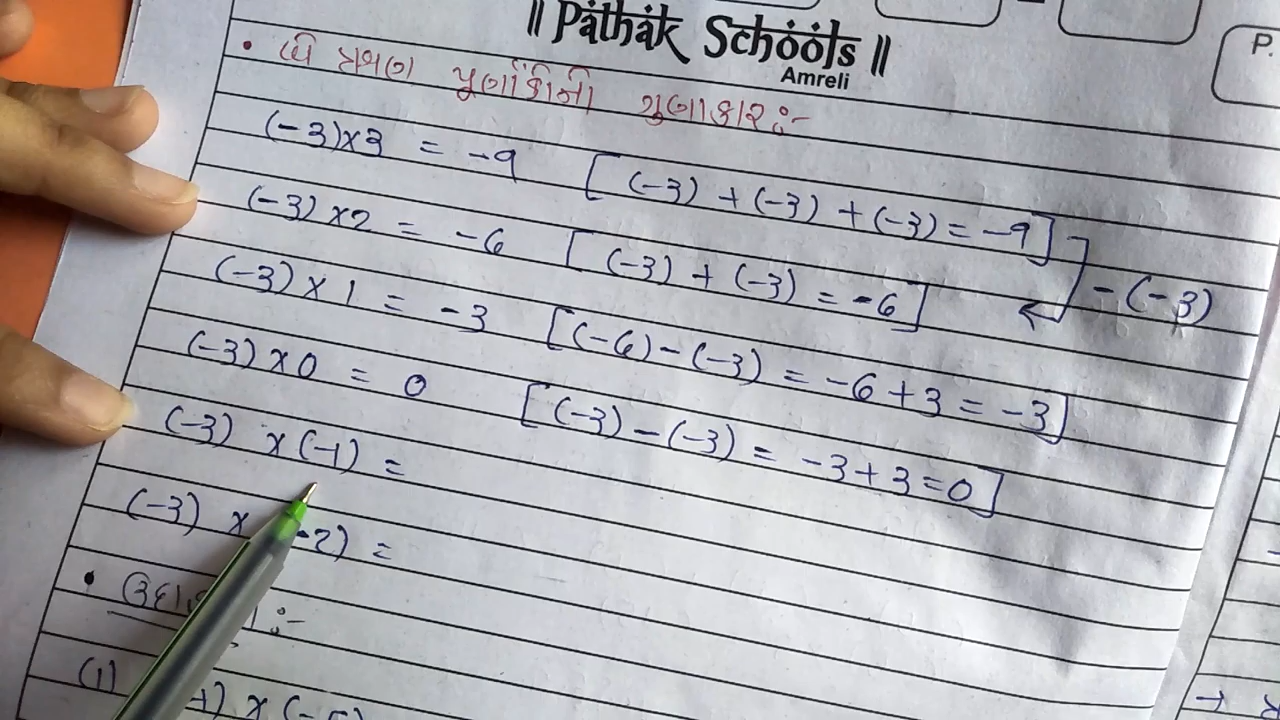 ॥ Pathak Schools ॥
Amreli
P.
• બે ઋણ પૂર્ણાંકોનો ગુણાકાર :-
(-3)×3 = -9 [(-3) + (-3) + (-3) = -9]
(-3)×2 = -6 [(-3) + (-3) = -6] -(-3)
(-3)×1 = -3 [(-6)-(-3) = -6+3 = -3]
(-3)×0 = 0 [(-3)-(-3) = -3+3=0]
(-3) ×(-1) =
(-3) × -2) =
(1)